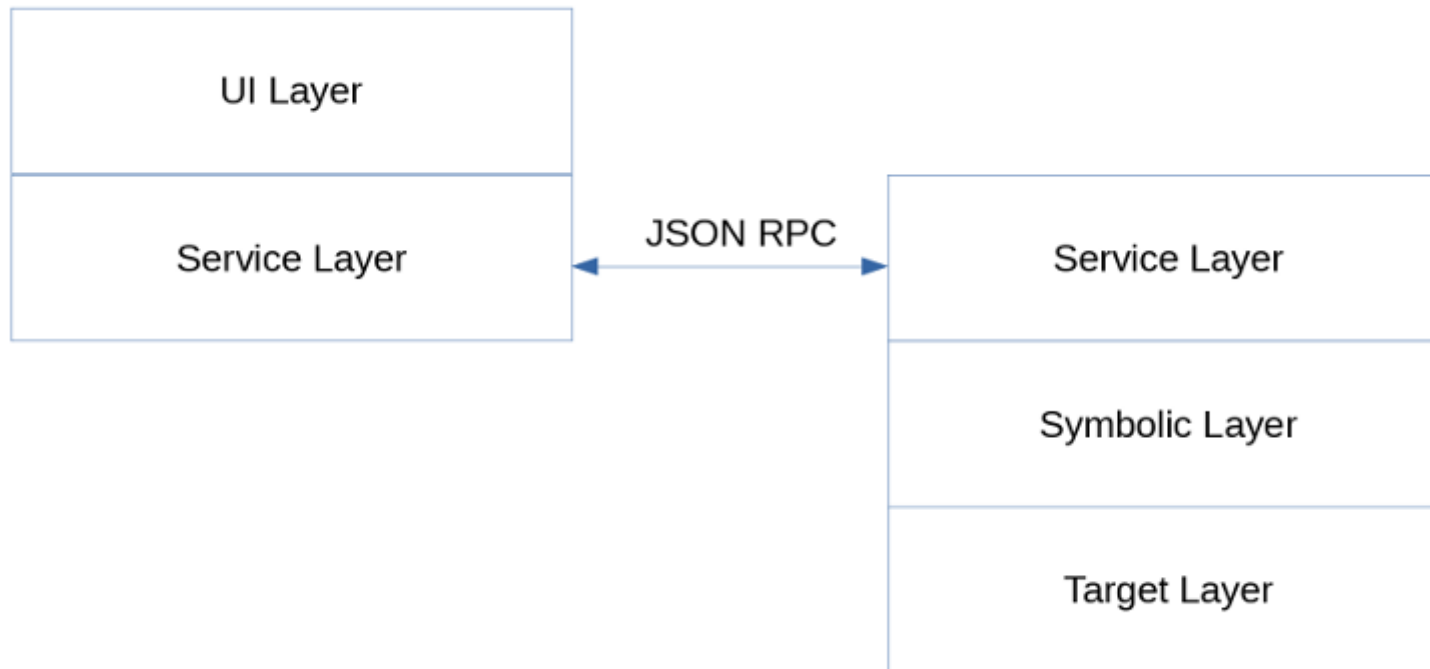 UI Layer
Service Layer
JSON RPC
Service Layer
Symbolic Layer
Target Layer